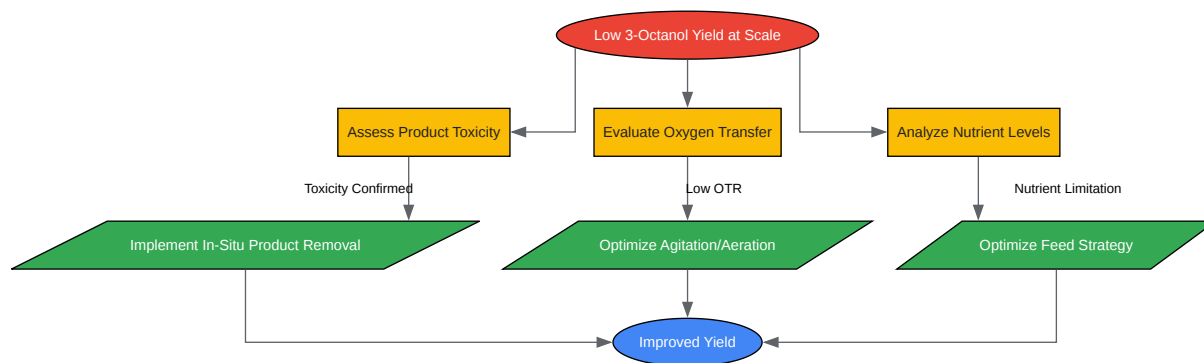 Low 3-Octanol Yield at Scale
Assess Product Toxicity
Evaluate Oxygen Transfer
Analyze Nutrient Levels
Toxicity Confirmed
Low OTR
Nutrient Limitation
Implement In-Situ Product Removal
Optimize Agitation/Aeration
Optimize Feed Strategy
Improved Yield